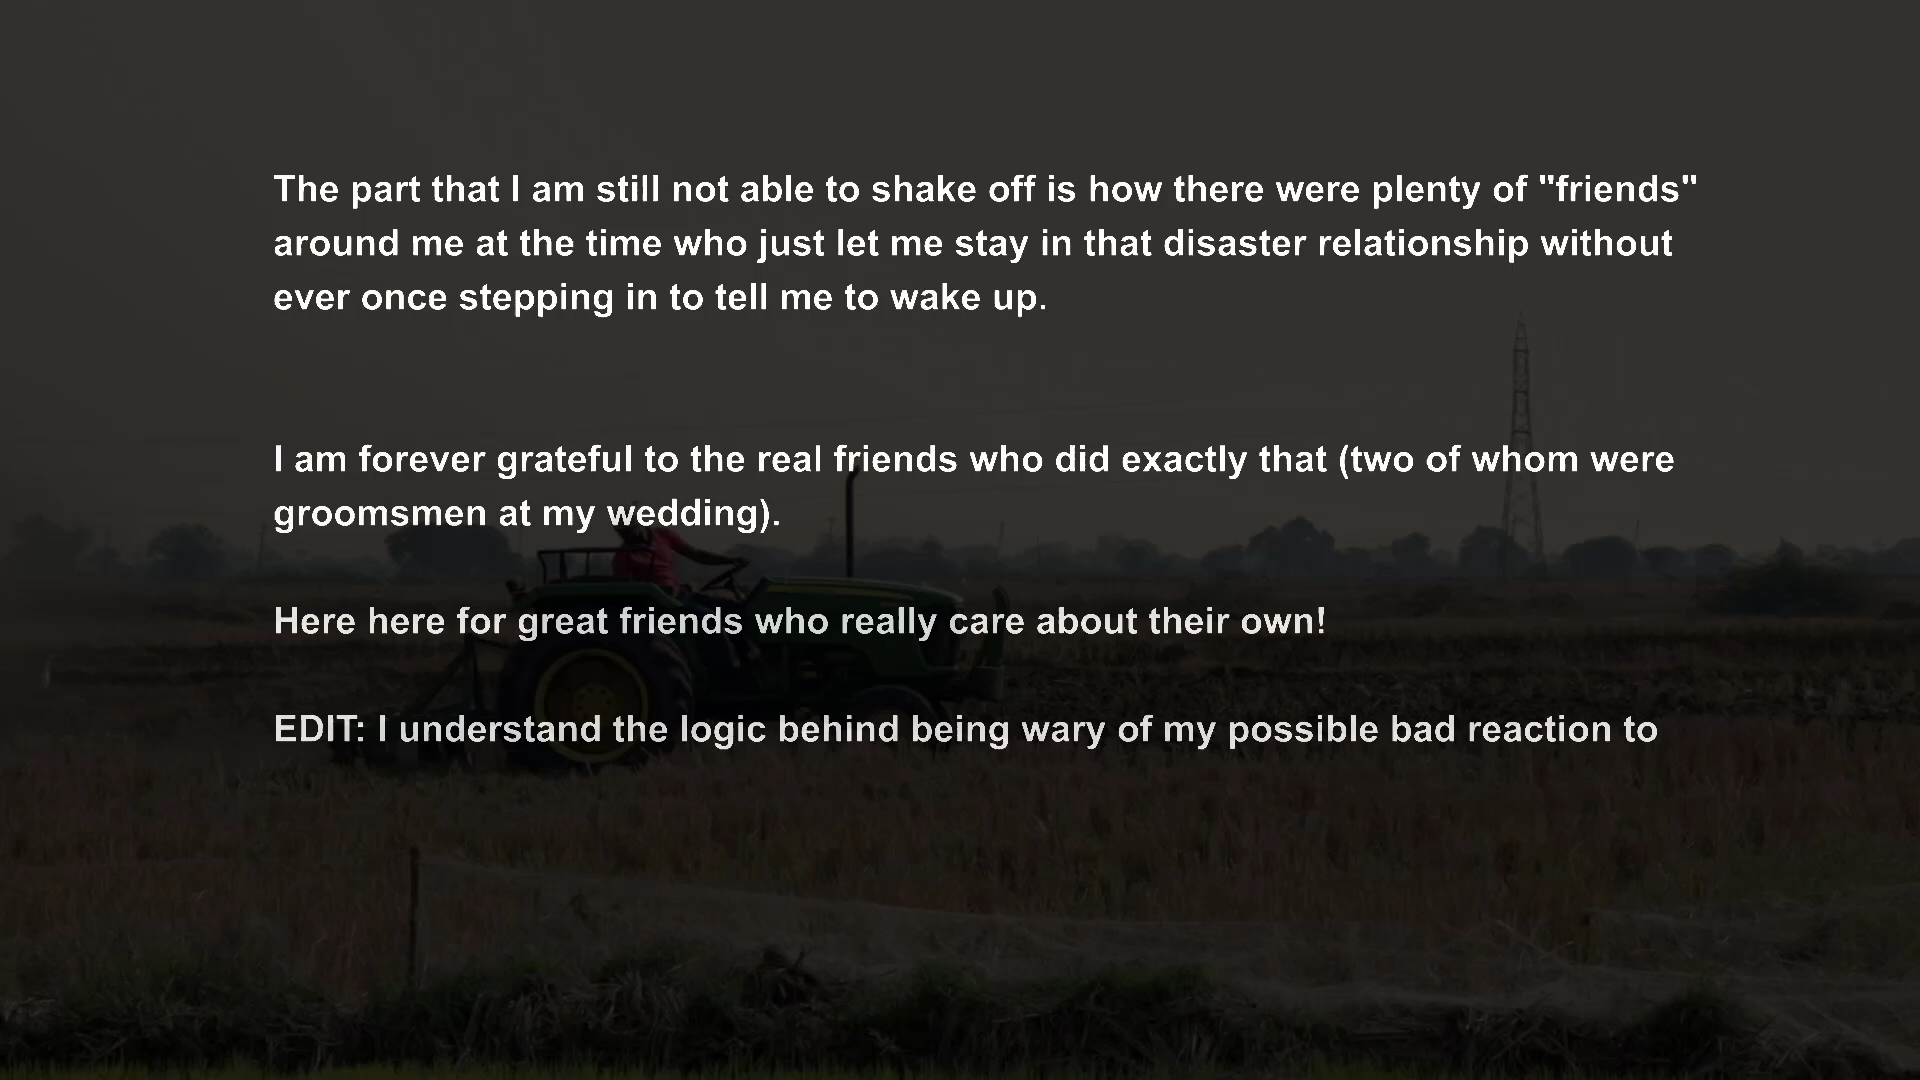 The part that I am still not able to shake off is how there were plenty of "friends"
around me at the time who just let me stay in that disaster relationship without
ever once stepping in to tell me to wake up.
I am forever grateful to the real friends who did exactly that (two of whom were
groomsmen at my wedding).
Here here for great friends who really care about their own!
EDIT: I understand the logic behind being wary of my possible bad reaction to